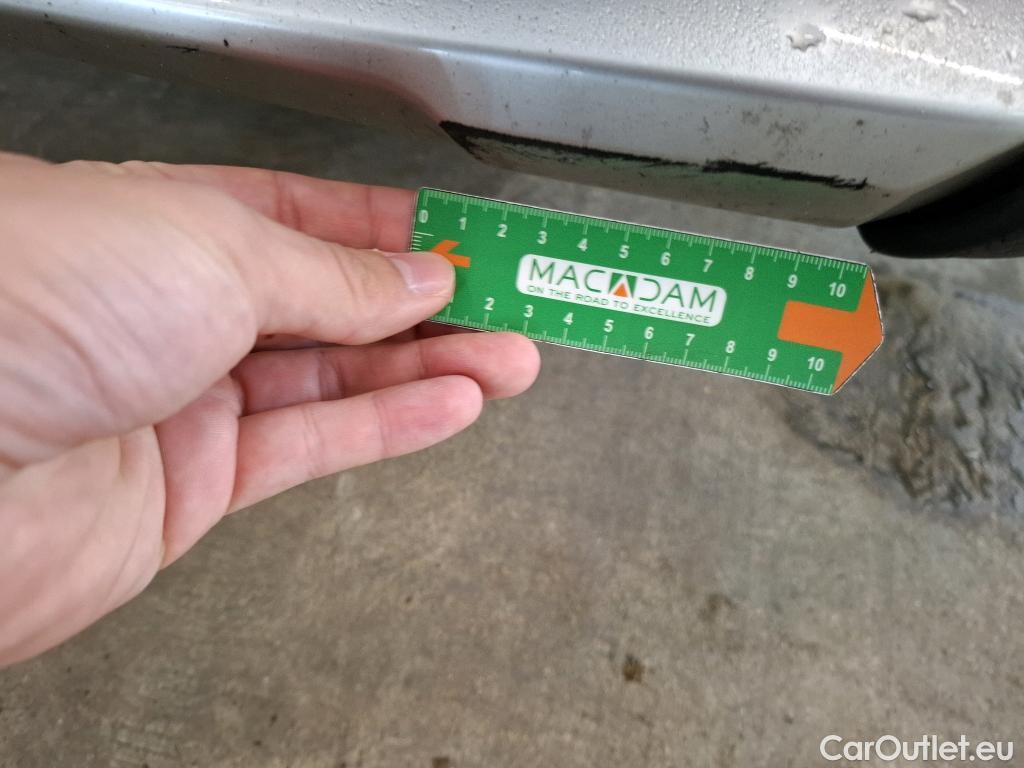 0 1 2 3 4 5 6 7 8 9 10
MACADAM
ON THE ROAD TO EXCELLENCE
1 2 3 4 5 6 7 8 9 10
CarOutlet.eu